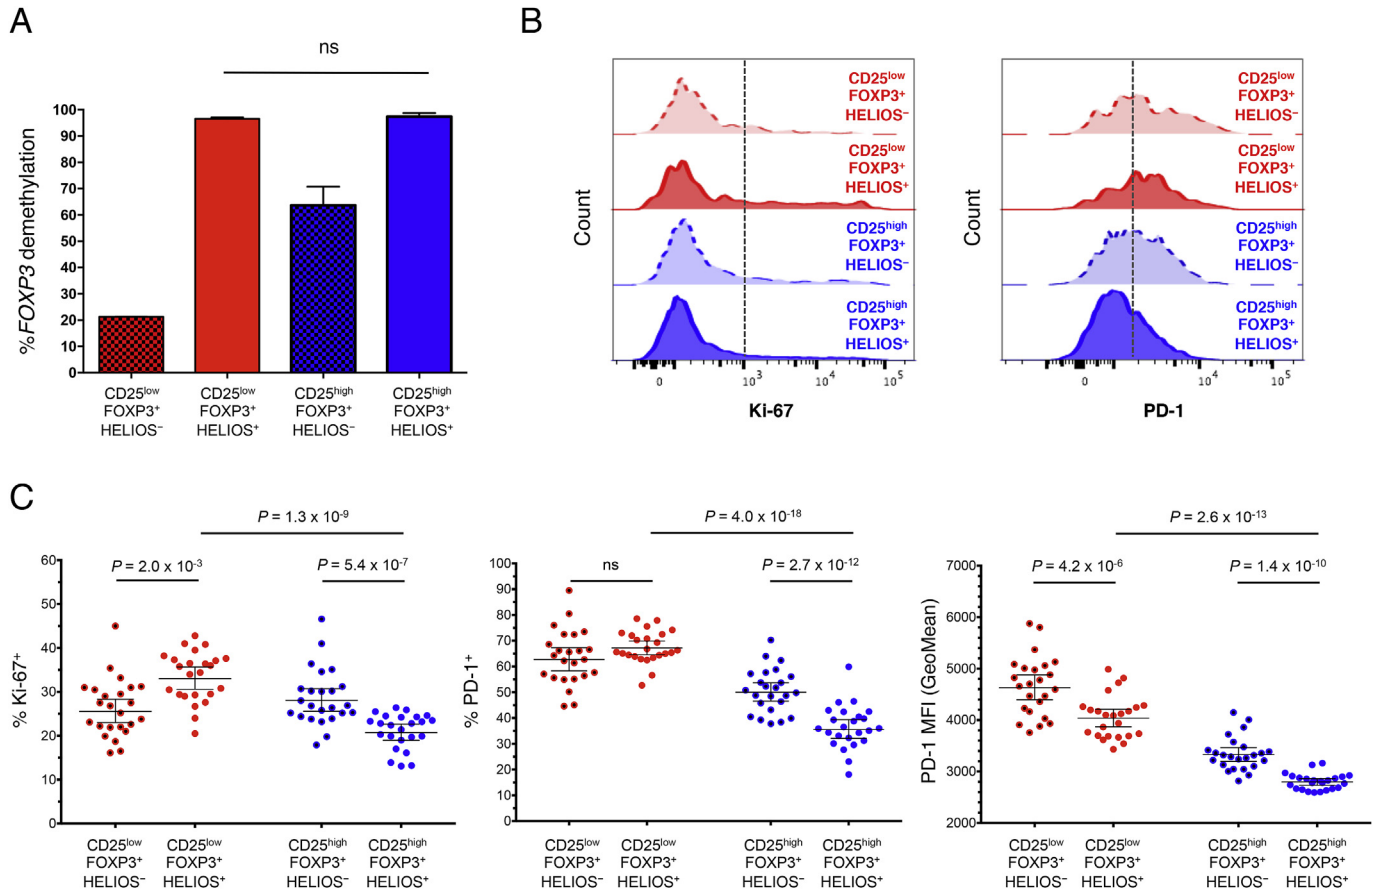 A
ns
%FOXP3 demethylation
100
90
80
70
60
50
40
30
20
10
0
CD25low
FOXP3+
HELIOS−
CD25low
FOXP3+
HELIOS+
CD25high
FOXP3+
HELIOS−
CD25high
FOXP3+
HELIOS+
B
Count
CD25low
FOXP3+
HELIOS−
CD25low
FOXP3+
HELIOS+
CD25high
FOXP3+
HELIOS−
CD25high
FOXP3+
HELIOS+
0 10³ 10⁴ 10⁵
Ki-67
Count
CD25low
FOXP3+
HELIOS−
CD25low
FOXP3+
HELIOS+
CD25high
FOXP3+
HELIOS−
CD25high
FOXP3+
HELIOS+
0 10⁴ 10⁵
PD-1
C
P = 1.3 x 10-9
P = 2.0 x 10-3
P = 5.4 x 10-7
% Ki-67+
60
50
40
30
20
10
0
CD25low
FOXP3+
HELIOS−
CD25low
FOXP3+
HELIOS+
CD25high
FOXP3+
HELIOS−
CD25high
FOXP3+
HELIOS+
P = 4.0 x 10-18
ns
P = 2.7 x 10-12
% PD-1+
100
90
80
70
60
50
40
30
20
10
0
CD25low
FOXP3+
HELIOS−
CD25low
FOXP3+
HELIOS+
CD25high
FOXP3+
HELIOS−
CD25high
FOXP3+
HELIOS+
P = 2.6 x 10-13
P = 4.2 x 10-6
P = 1.4 x 10-10
PD-1 MFI (GeoMean)
7000
6000
5000
4000
3000
2000
CD25low
FOXP3+
HELIOS−
CD25low
FOXP3+
HELIOS+
CD25high
FOXP3+
HELIOS−
CD25high
FOXP3+
HELIOS+